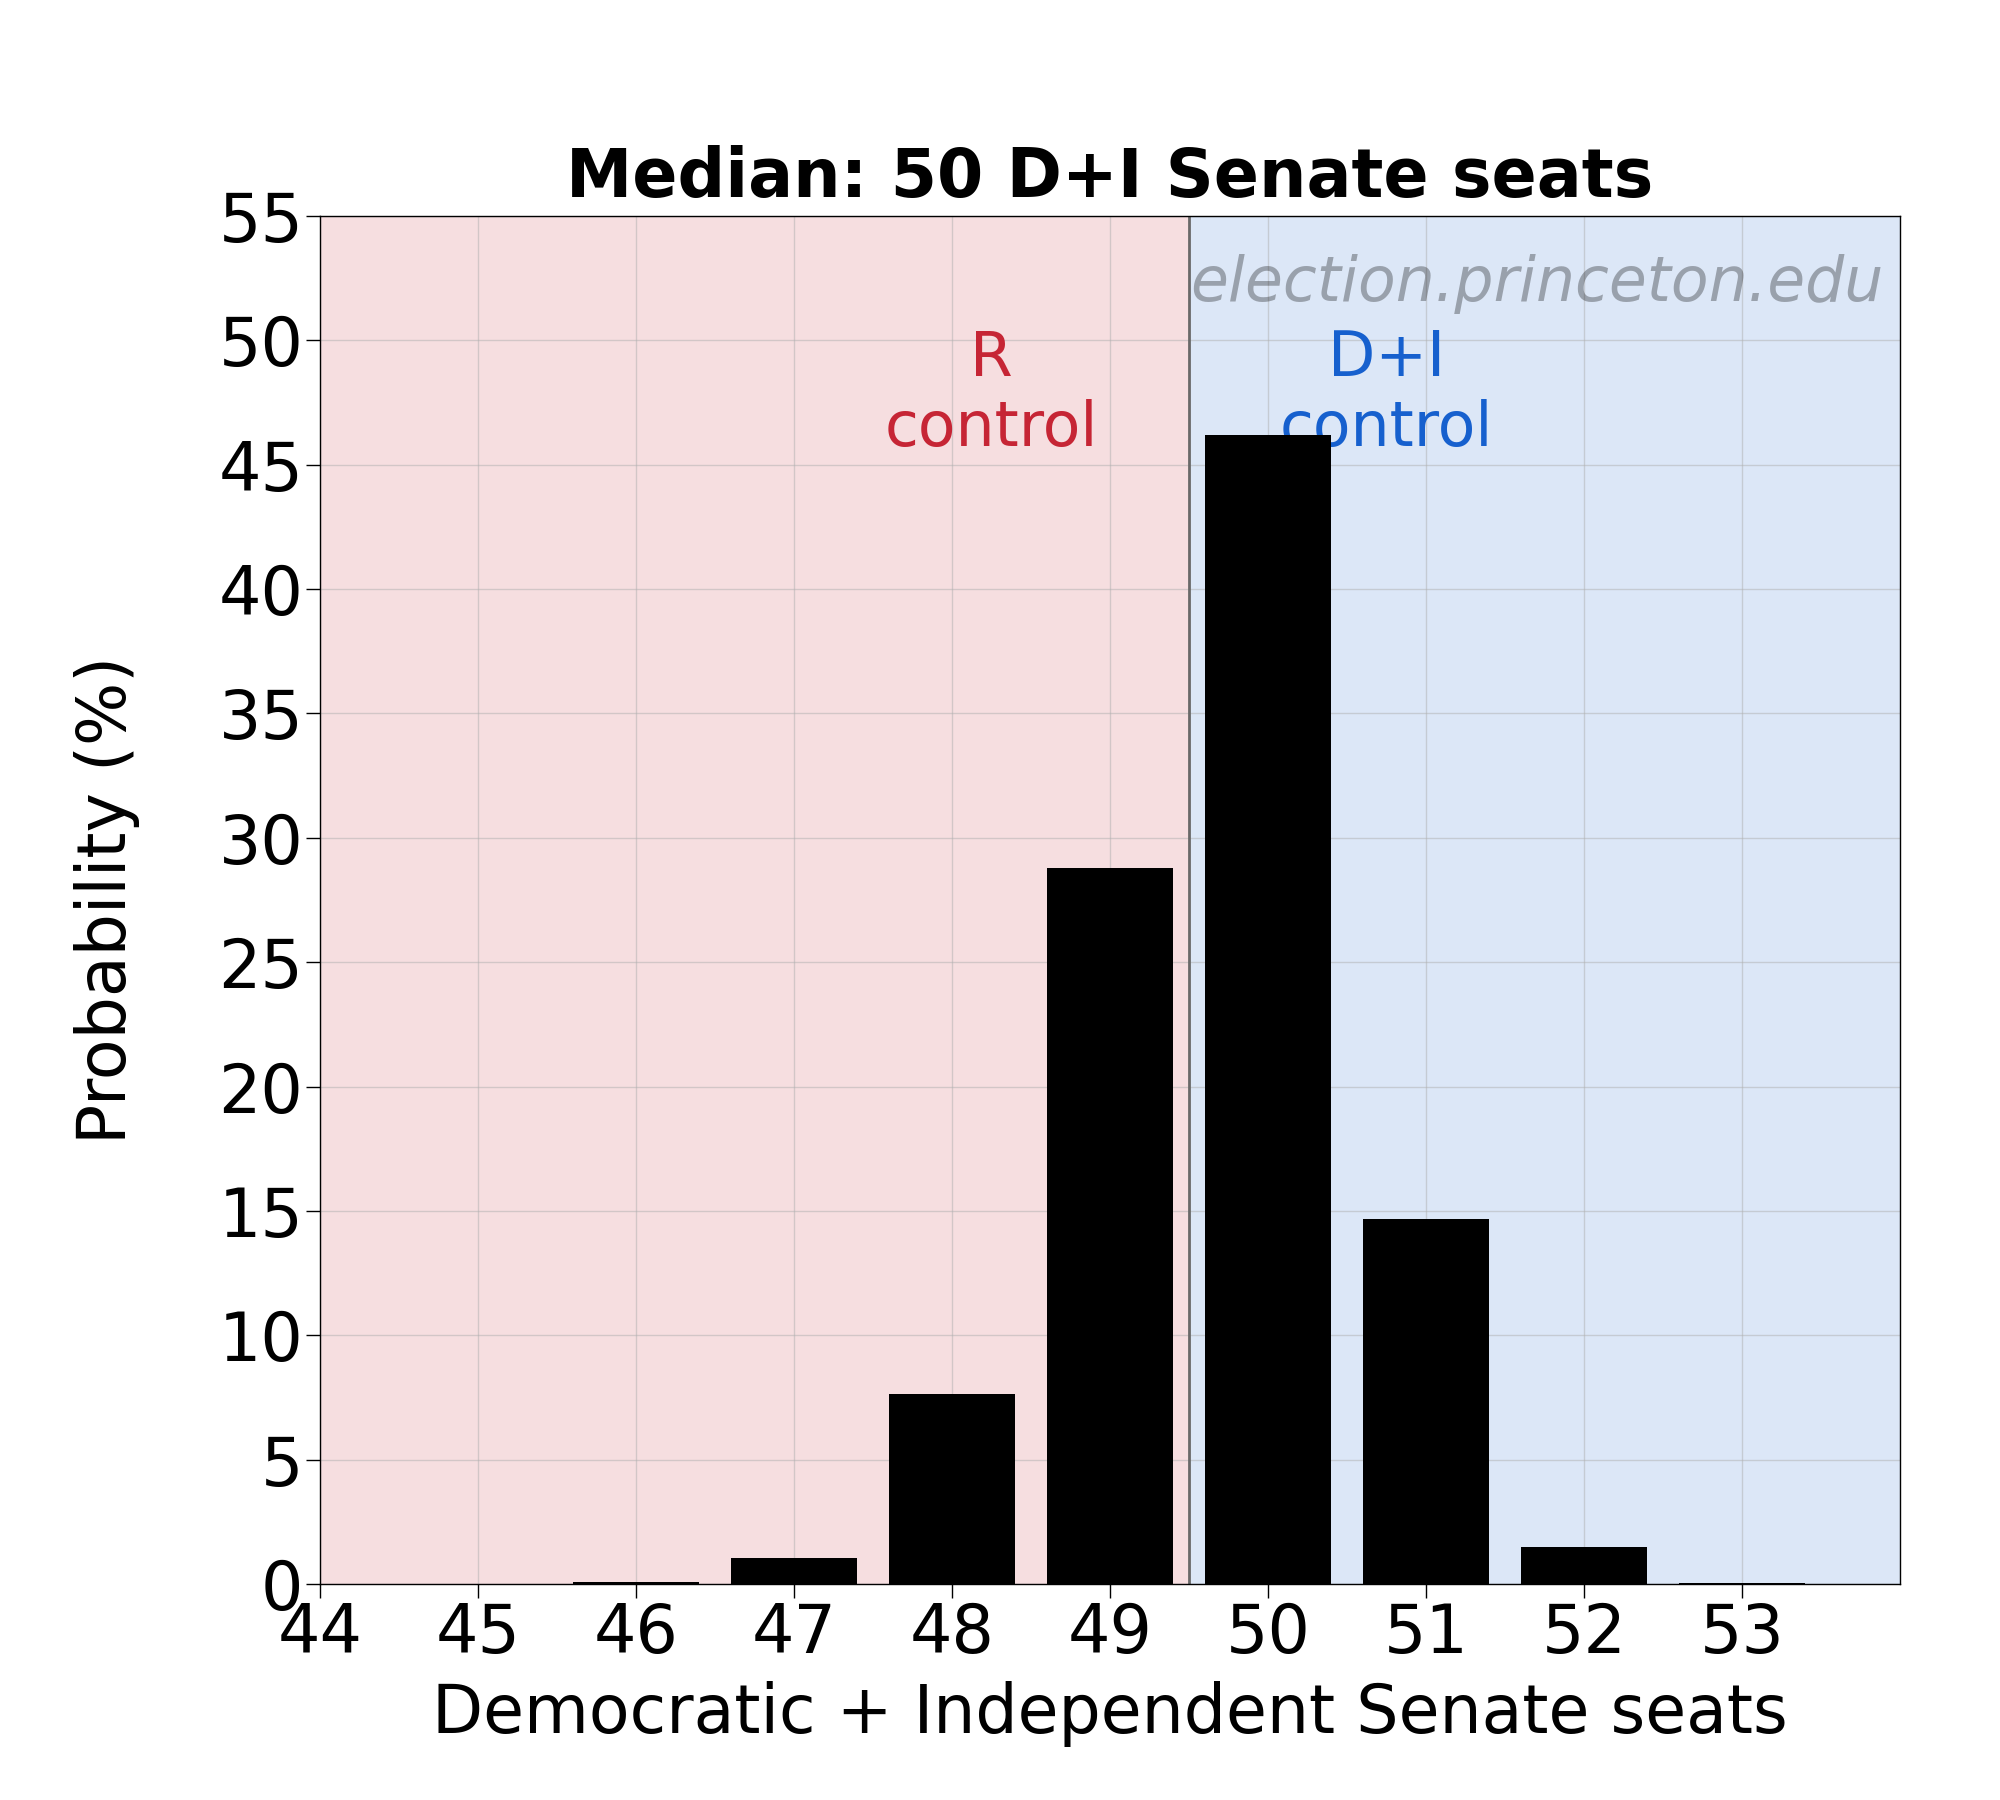 Median: 50 D+I Senate seats
election.princeton.edu
R
control
D+I
control
Probability (%)
55
50
45
40
35
30
25
20
15
10
5
0
44 45 46 47 48 49 50 51 52 53
Democratic + Independent Senate seats